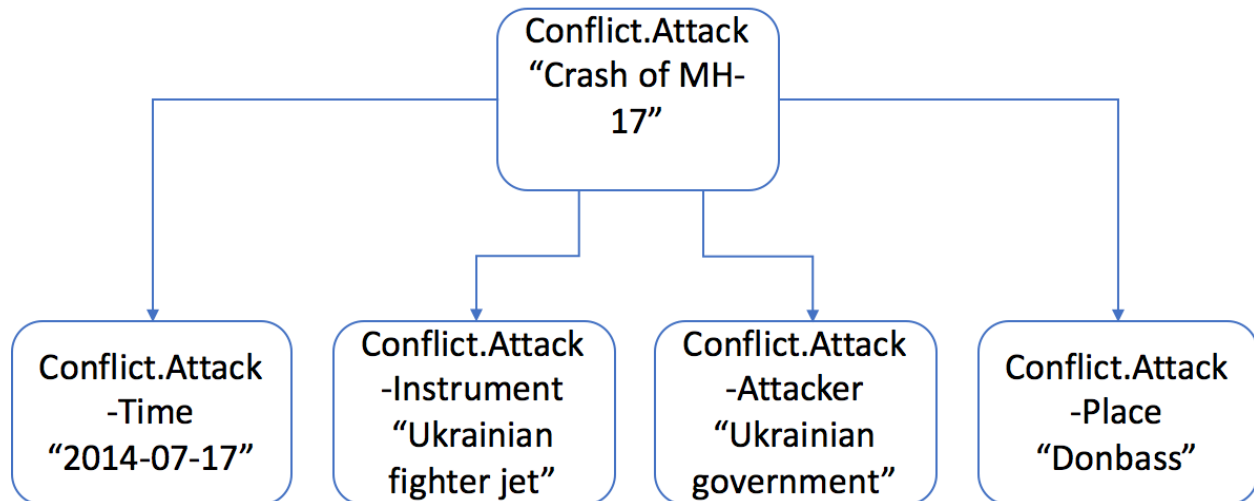 Conflict.Attack
“Crash of MH-
17”
Conflict.Attack
-Time
“2014-07-17”
Conflict.Attack
-Instrument
“Ukrainian
fighter jet”
Conflict.Attack
-Attacker
“Ukrainian
government”
Conflict.Attack
-Place
“Donbass”